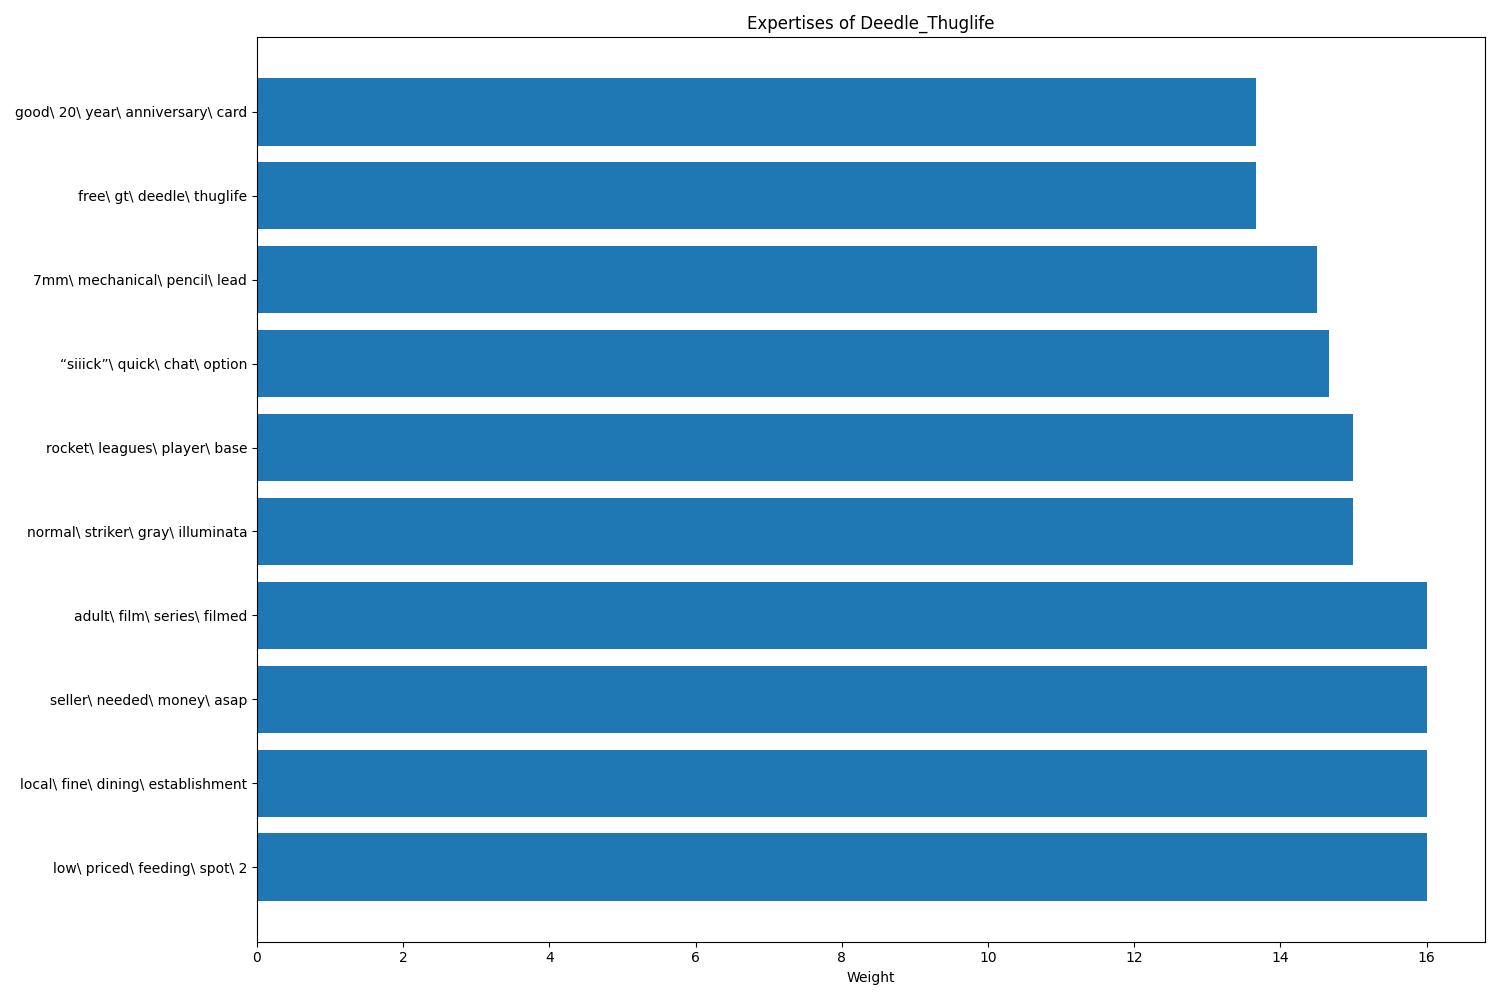 Expertises of Deedle_Thuglife
good\ 20\ year\ anniversary\ card
free\ gt\ deedle\ thuglife
7mm\ mechanical\ pencil\ lead
“siiick”\ quick\ chat\ option
rocket\ leagues\ player\ base
normal\ striker\ gray\ illuminata
adult\ film\ series\ filmed
seller\ needed\ money\ asap
local\ fine\ dining\ establishment
low\ priced\ feeding\ spot\ 2
0 2 4 6 8 10 12 14 16
Weight